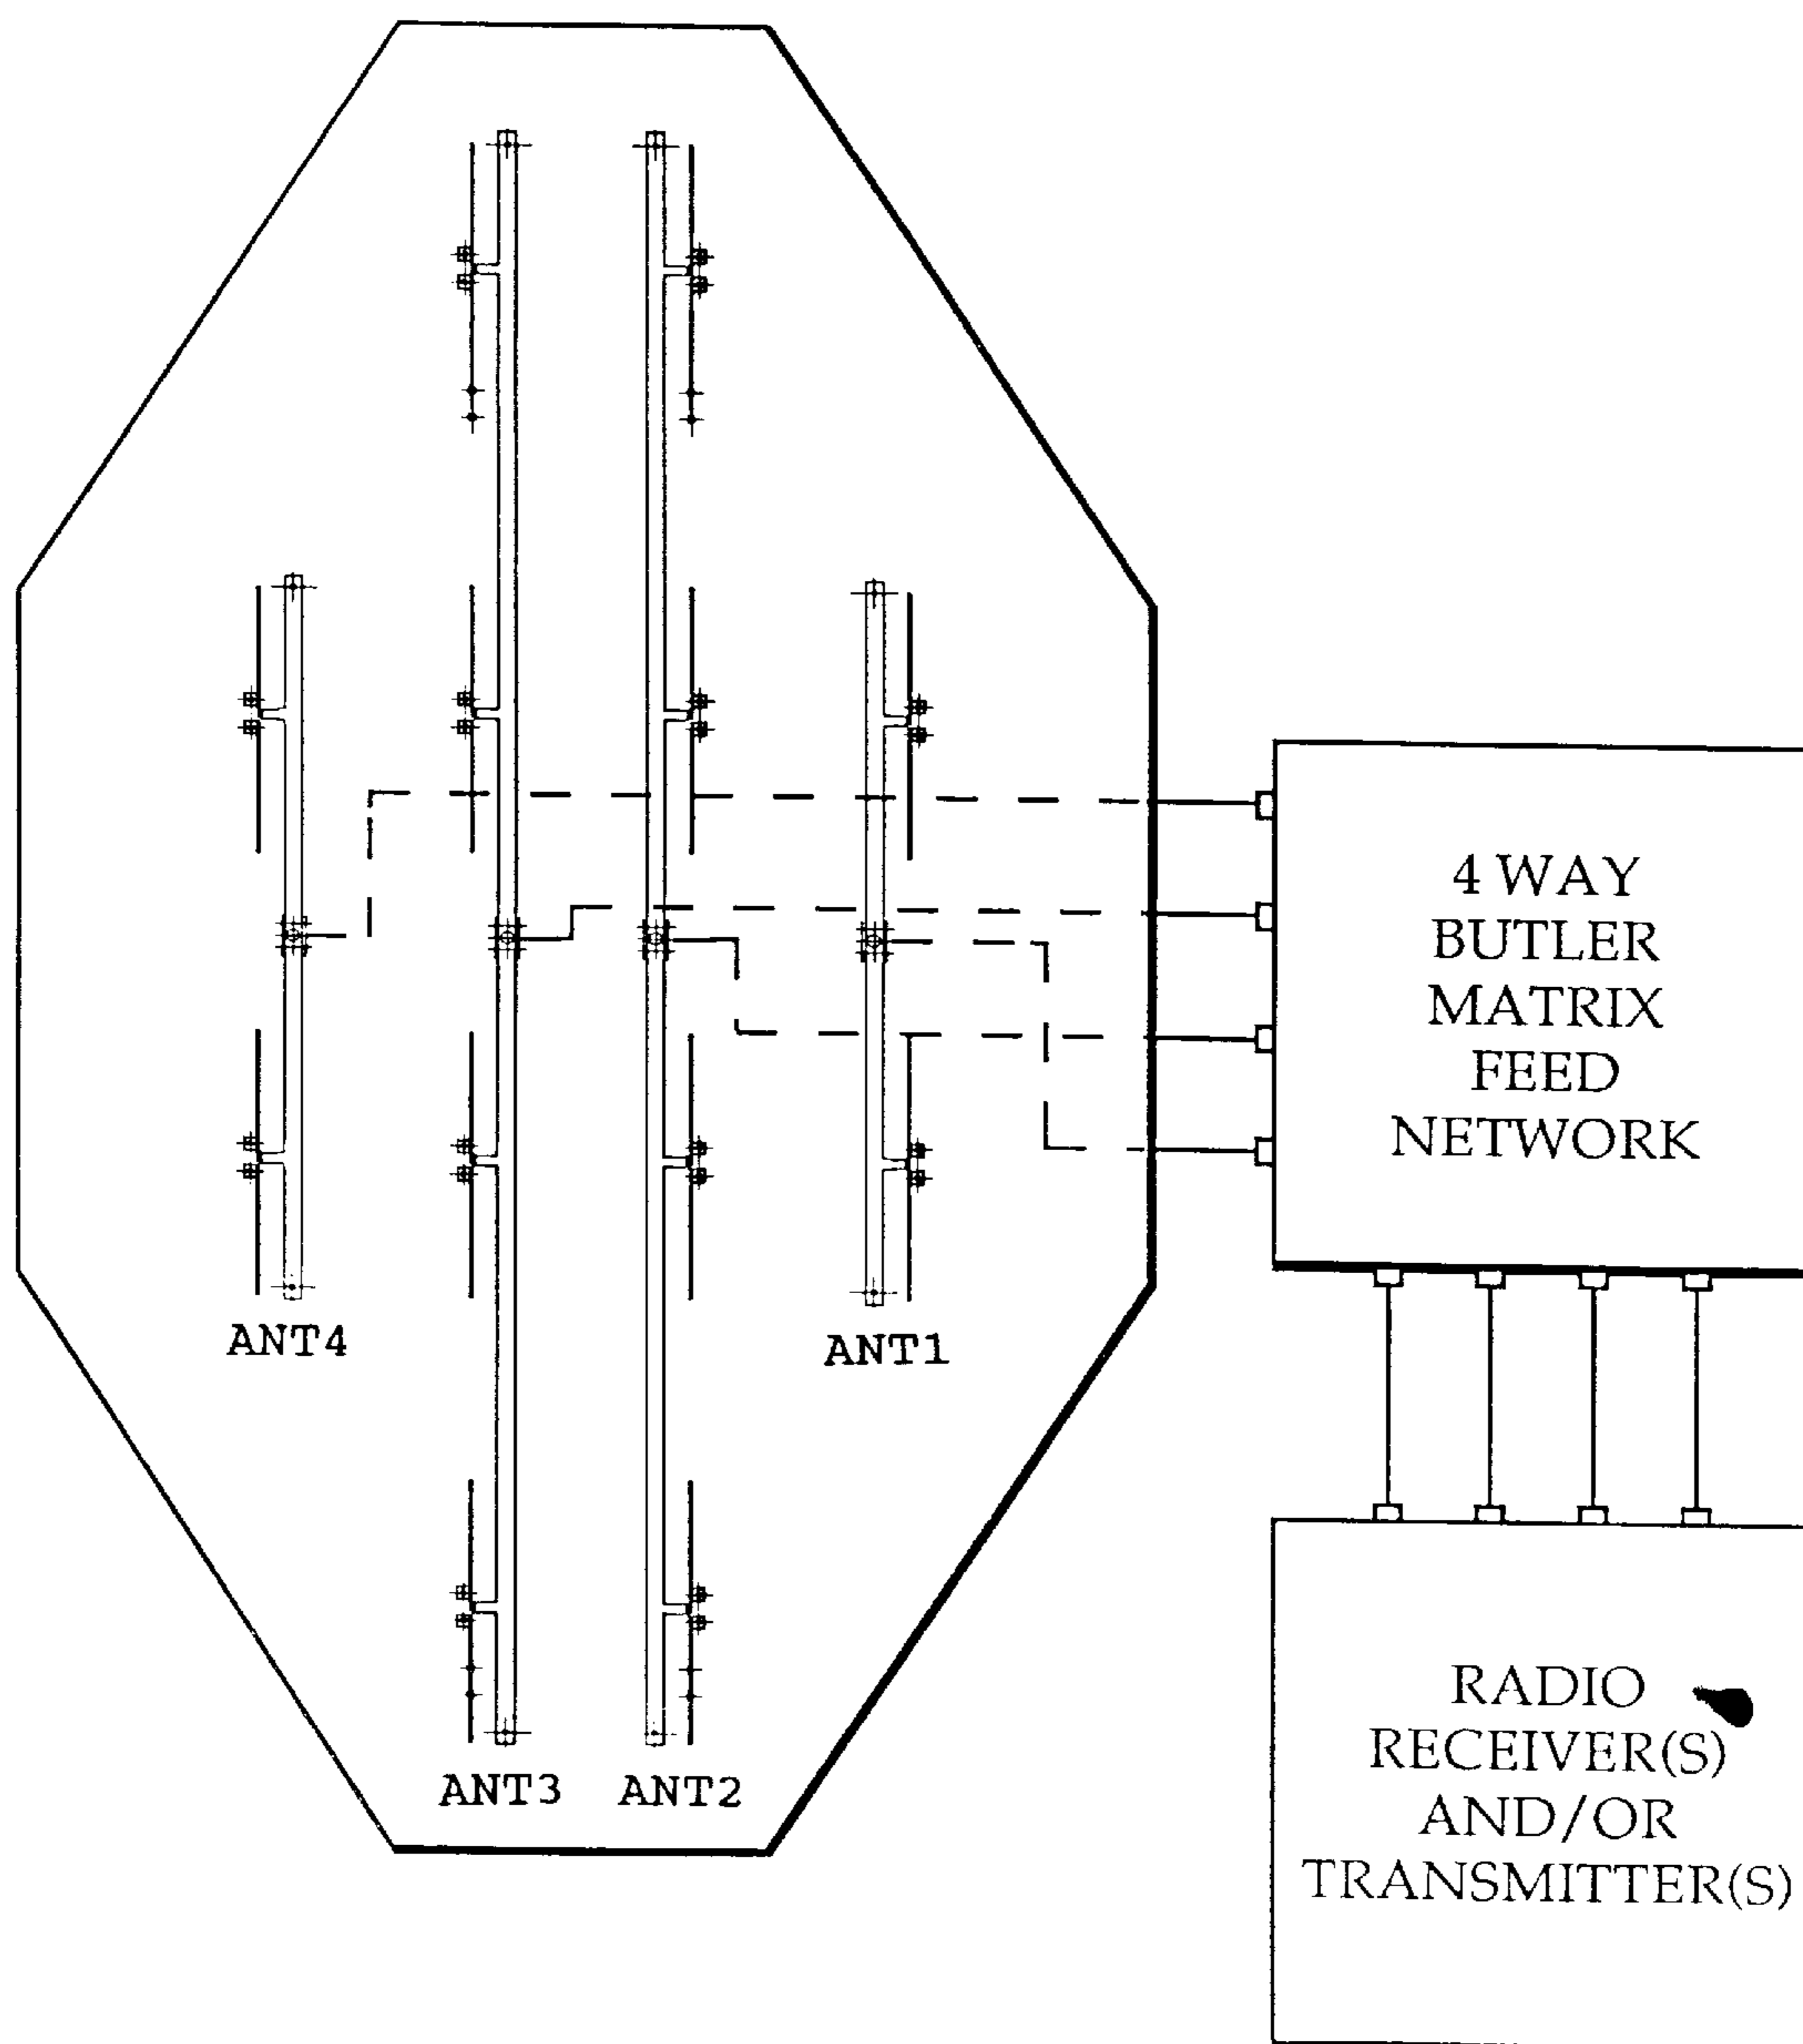 4 WAY
BUTLER
MATRIX
FEED
NETWORK
ANT4
ANT1
RADIO
RECEIVER(S)
AND/OR
TRANSMITTER(S)
ANT3
ANT2